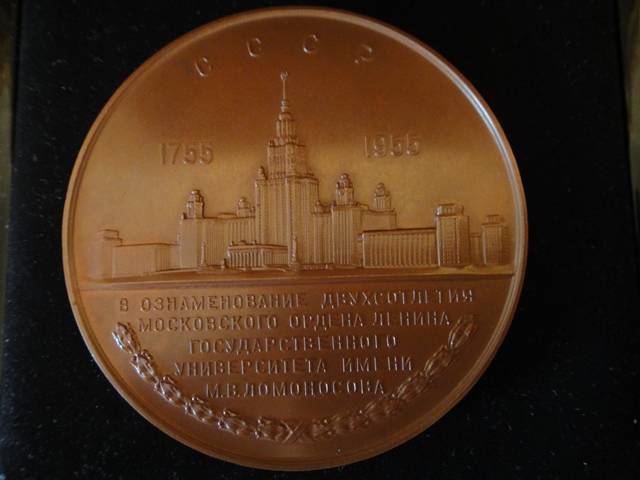 СССР
1755 1955
В ОЗНАМЕНОВАНИЕ ДВУХСОТЛЕТИЯ
МОСКОВСКОГО ОРДЕНА ЛЕНИНА
ГОСУДАРСТВЕННОГО
УНИВЕРСИТЕТА ИМЕНИ
М.В.ЛОМОНОСОВА